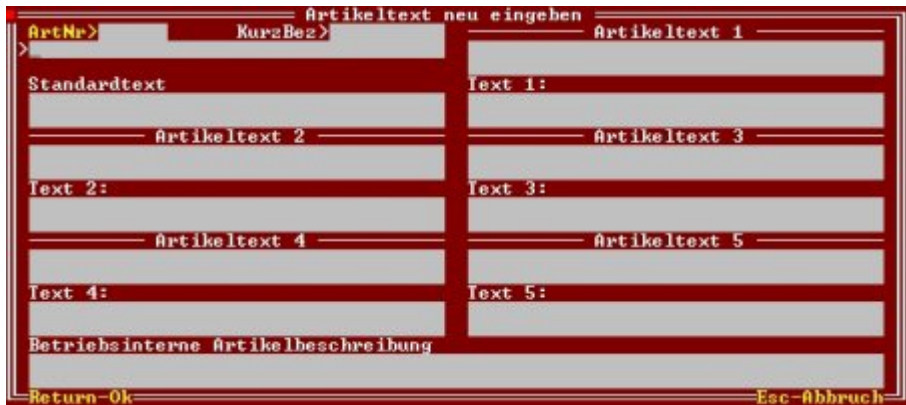 Artikeltext neu eingeben
ArtNr> KurzBez>
Artikeltext 1
>_
Standardtext
Text 1:
Artikeltext 2
Artikeltext 3
Text 2:
Text 3:
Artikeltext 4
Artikeltext 5
Text 4:
Text 5:
Betriebsinterne Artikelbeschreibung
Return-Ok
Esc-Abbruch